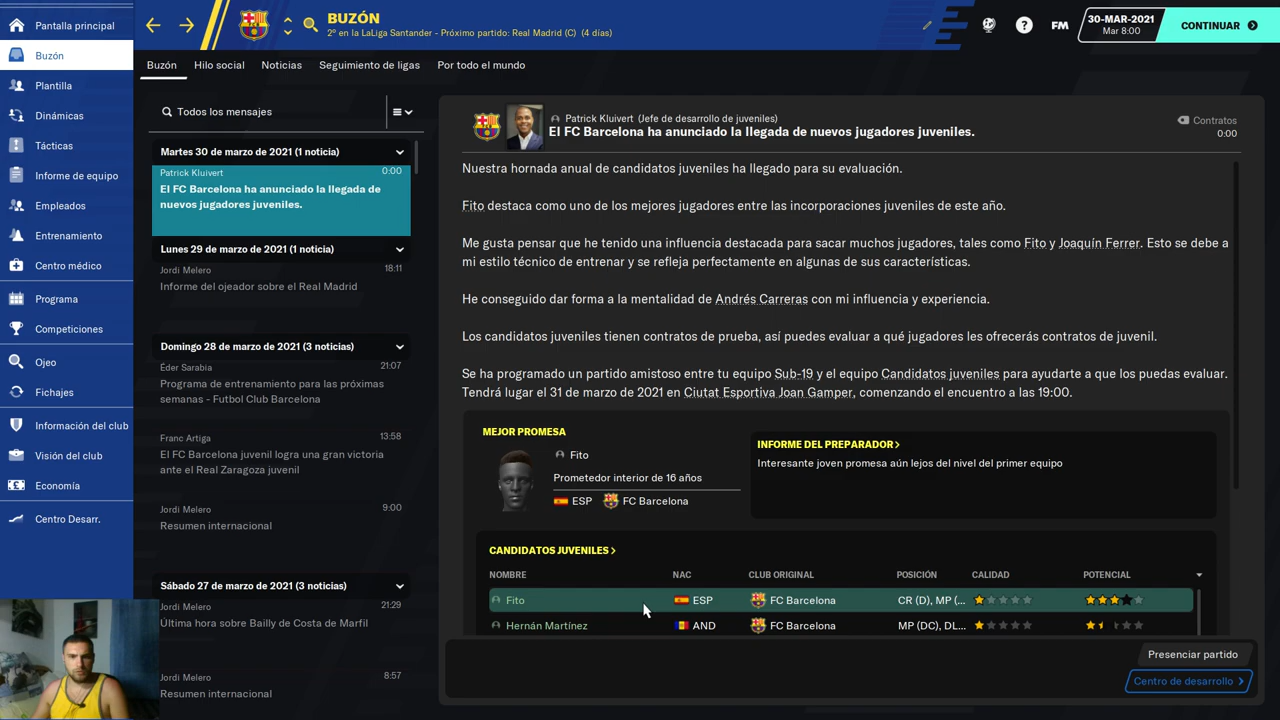 Pantalla principal
Buzón
Plantilla
Dinámicas
Tácticas
Informe de equipo
Empleados
Entrenamiento
Centro médico
Programa
Competiciones
Ojeo
Fichajes
Información del club
Visión del club
Economía
Centro Desarr.
BUZÓN
2º en la LaLiga Santander - Próximo partido: Real Madrid (C) (4 días)
FM
30-MAR-2021
Mar 8:00
CONTINUAR
Buzón Hilo social Noticias Seguimiento de ligas Por todo el mundo
Todos los mensajes
Martes 30 de marzo de 2021 (1 noticia)
Patrick Kluivert 0:00
El FC Barcelona ha anunciado la llegada de
nuevos jugadores juveniles.
Lunes 29 de marzo de 2021 (1 noticia)
Jordi Melero 18:11
Informe del ojeador sobre el Real Madrid
Domingo 28 de marzo de 2021 (3 noticias)
Éder Sarabia 21:07
Programa de entrenamiento para las próximas
semanas - Futbol Club Barcelona
Franc Artiga 13:58
El FC Barcelona juvenil logra una gran victoria
ante el Real Zaragoza juvenil
Jordi Melero 9:00
Resumen internacional
Sábado 27 de marzo de 2021 (3 noticias)
Jordi Melero 21:29
Última hora sobre Bailly de Costa de Marfil
Jordi Melero 8:57
Resumen internacional
Patrick Kluivert (Jefe de desarrollo de juveniles)
El FC Barcelona ha anunciado la llegada de nuevos jugadores juveniles.
Contratos
0:00
Nuestra hornada anual de candidatos juveniles ha llegado para su evaluación.
Fito destaca como uno de los mejores jugadores entre las incorporaciones juveniles de este año.
Me gusta pensar que he tenido una influencia destacada para sacar muchos jugadores, tales como Fito y Joaquín Ferrer. Esto se debe a
mi estilo técnico de entrenar y se refleja perfectamente en algunas de sus características.
He conseguido dar forma a la mentalidad de Andrés Carreras con mi influencia y experiencia.
Los candidatos juveniles tienen contratos de prueba, así puedes evaluar a qué jugadores les ofrecerás contratos de juvenil.
Se ha programado un partido amistoso entre tu equipo Sub-19 y el equipo Candidatos juveniles para ayudarte a que los puedas evaluar.
Tendrá lugar el 31 de marzo de 2021 en Ciutat Esportiva Joan Gamper, comenzando el encuentro a las 19:00.
MEJOR PROMESA
Fito
Prometedor interior de 16 años
ESP FC Barcelona
INFORME DEL PREPARADOR
Interesante joven promesa aún lejos del nivel del primer equipo
CANDIDATOS JUVENILES
NOMBRE NAC CLUB ORIGINAL POSICIÓN CALIDAD POTENCIAL
Fito ESP FC Barcelona CR (D), MP (...
Hernán Martínez AND FC Barcelona MP (DC), DL...
Presenciar partido
Centro de desarrollo